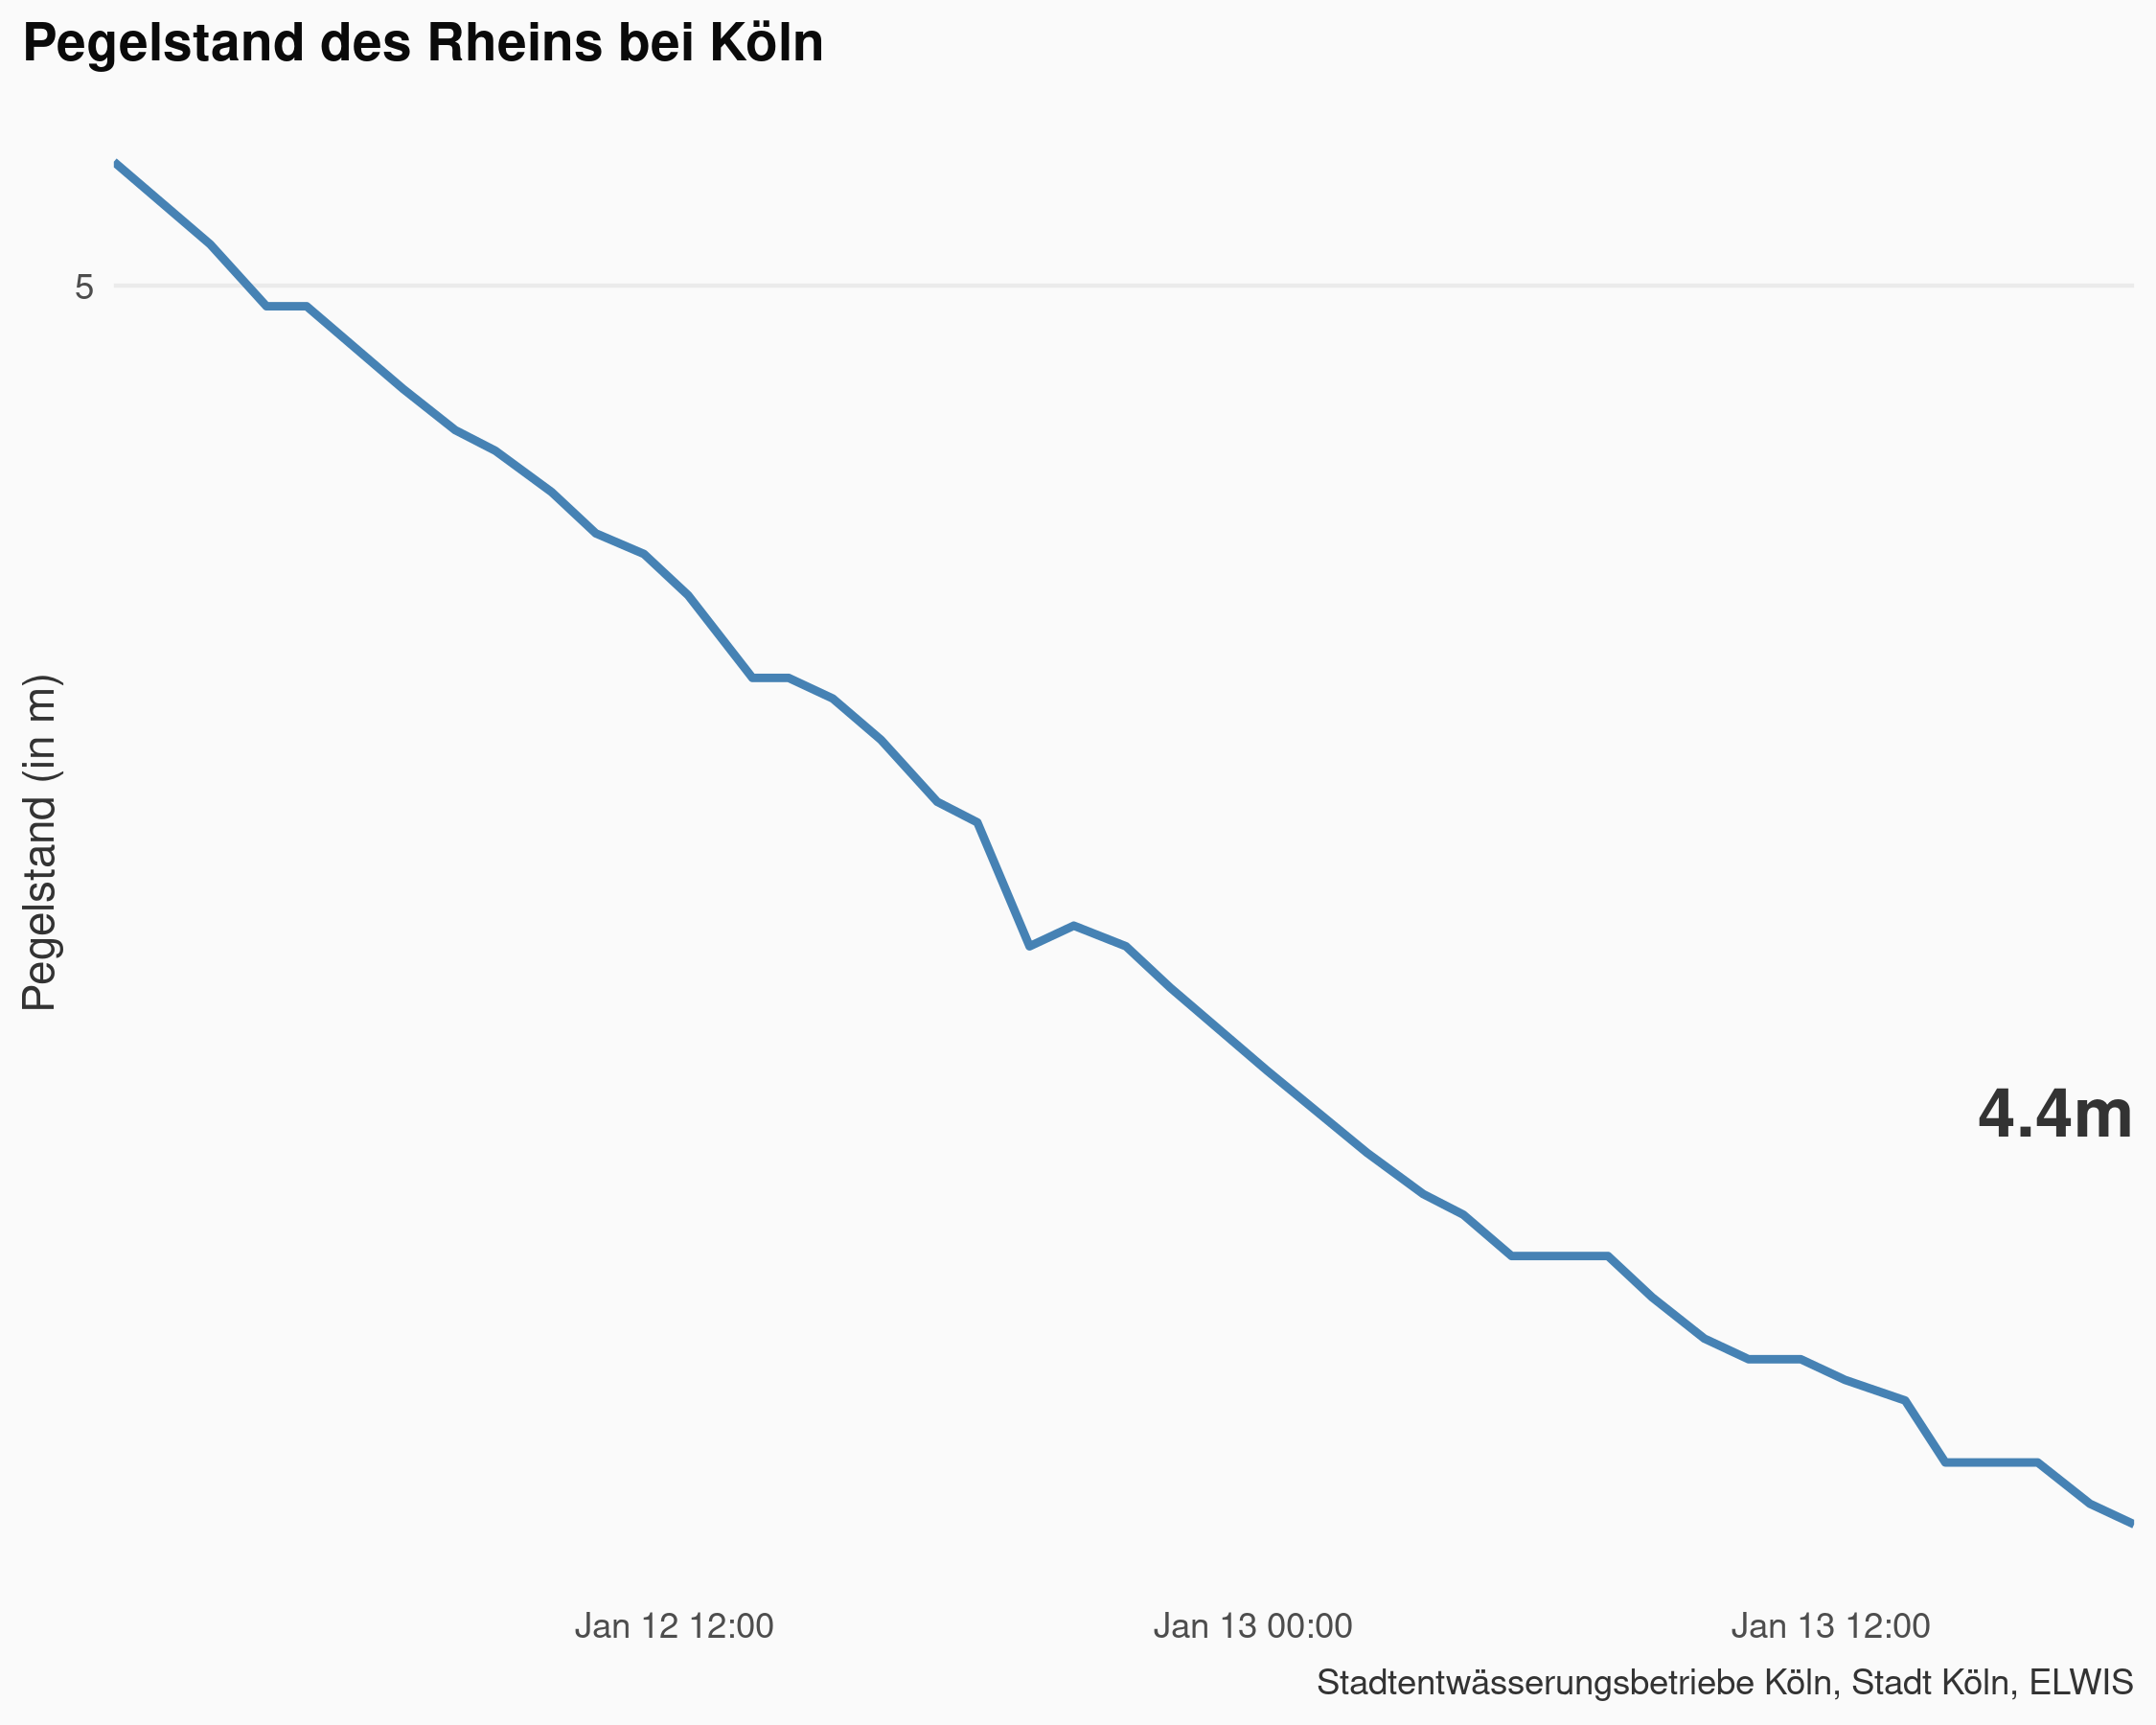 Pegelstand des Rheins bei Köln
5
Pegelstand (in m)
4.4m
Jan 12 12:00
Jan 13 00:00
Jan 13 12:00
Stadtentwässerungsbetriebe Köln, Stadt Köln, ELWIS